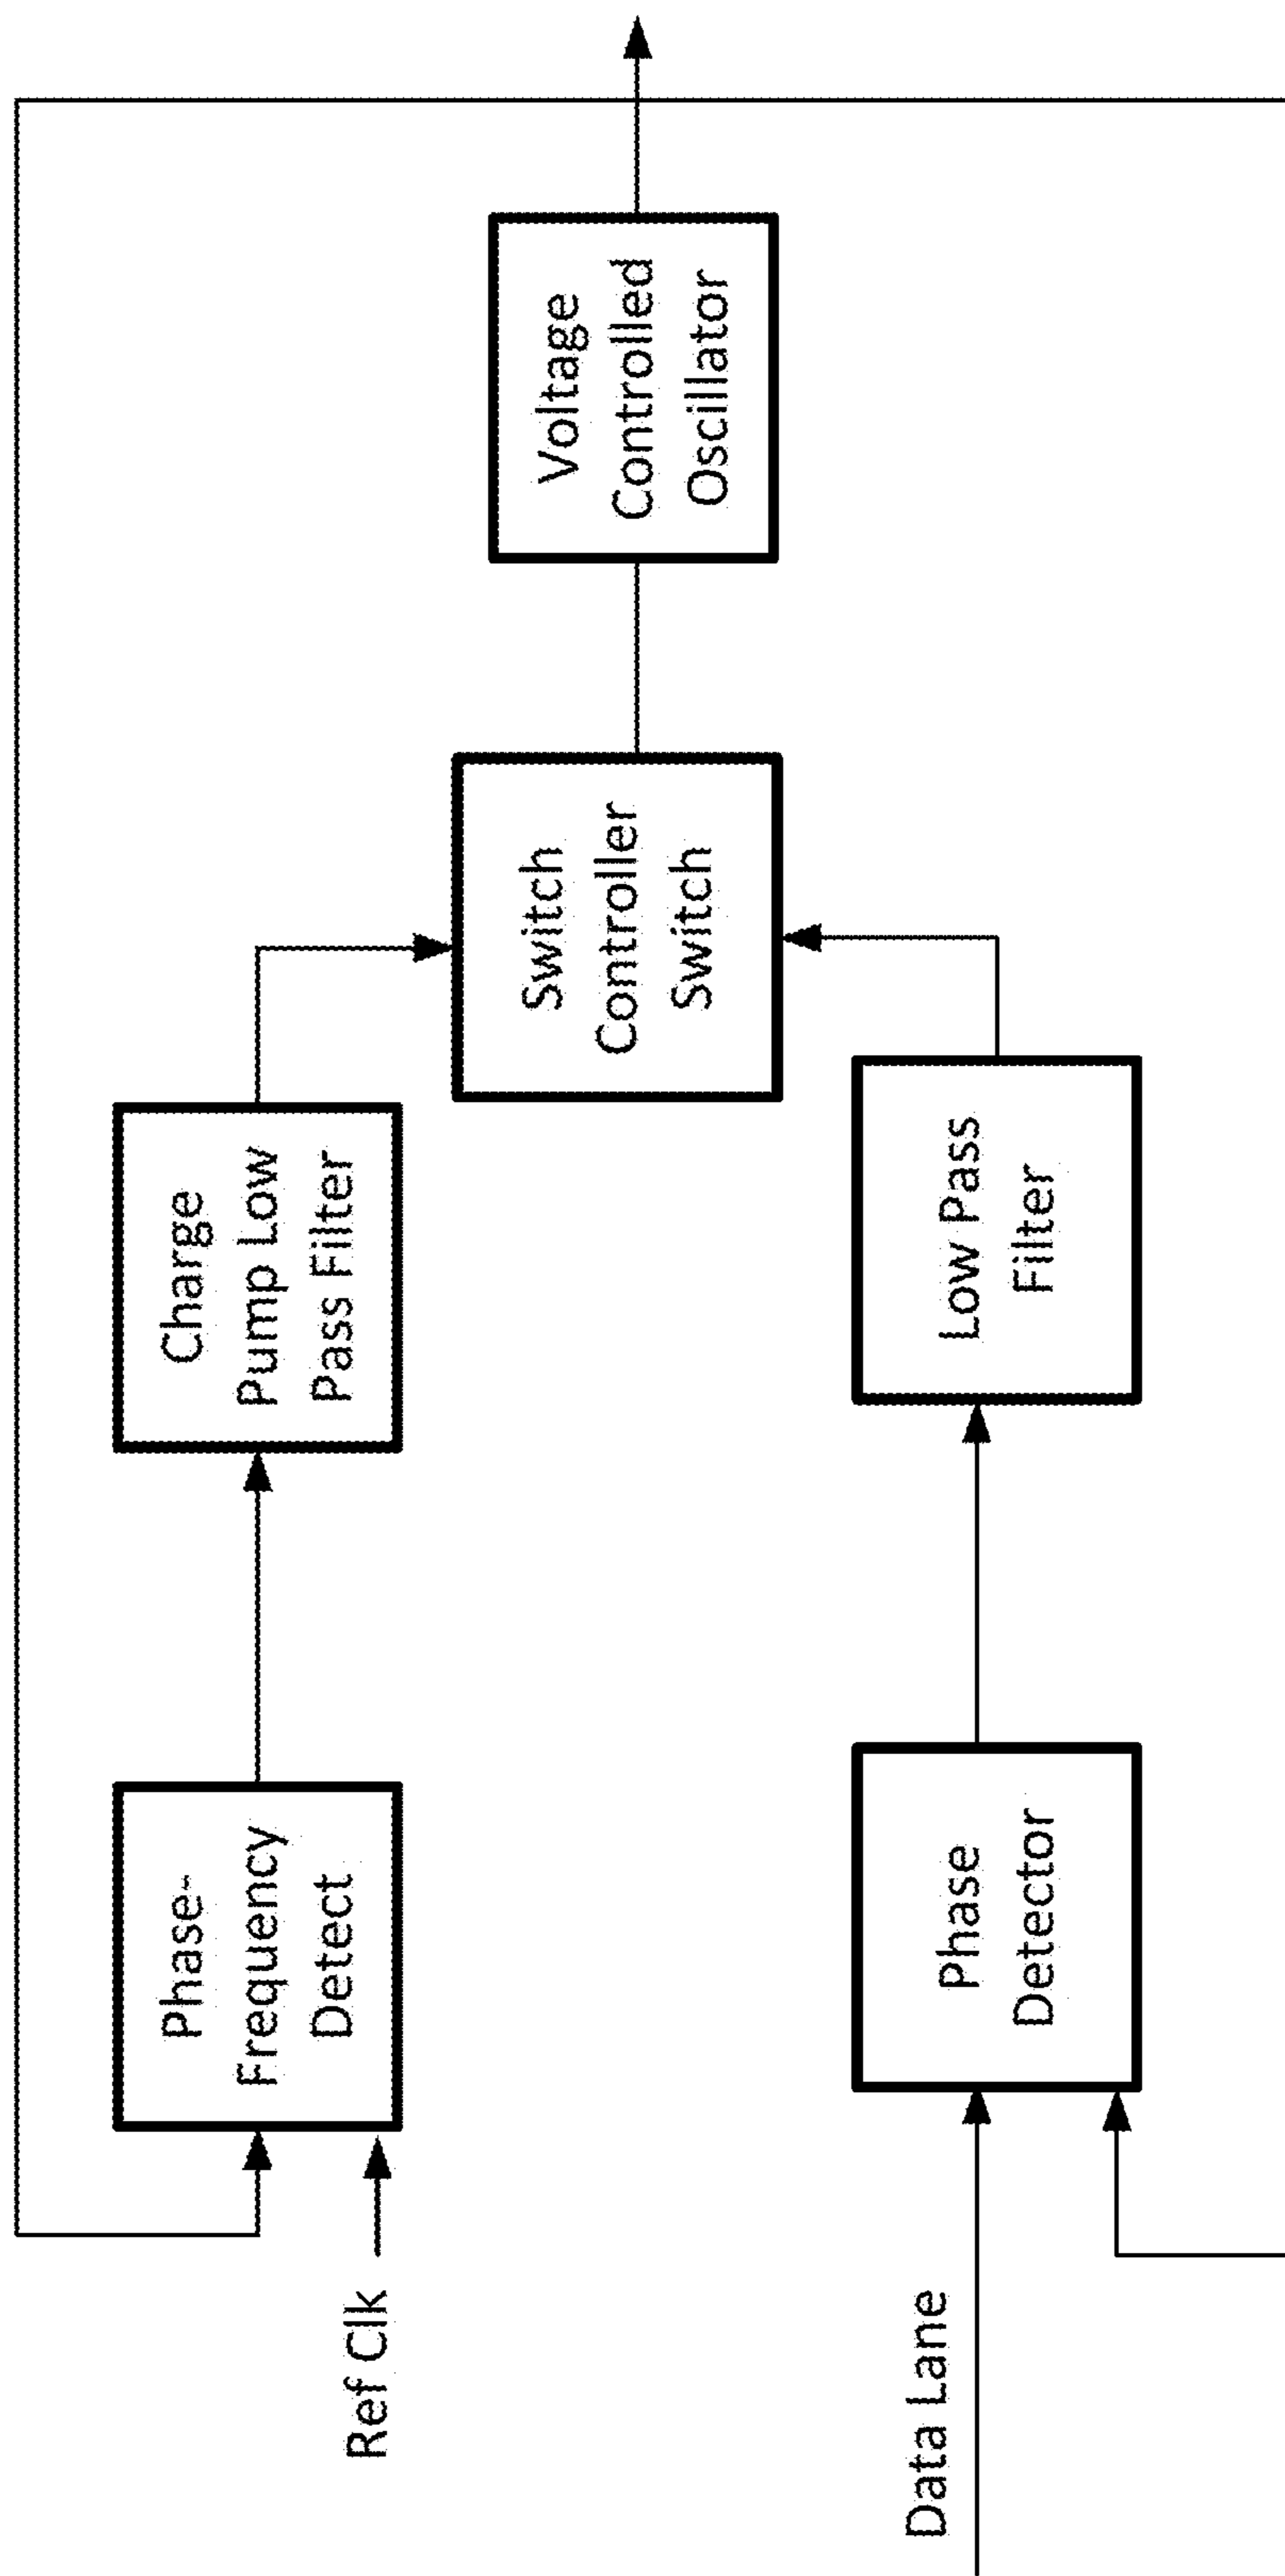 Phase-
Frequency
Detect
Charge
Pump Low
Pass Filter
Ref Clk
Switch
Controller
Switch
Voltage
Controlled
Oscillator
Data Lane
Phase
Detector
Low Pass
Filter